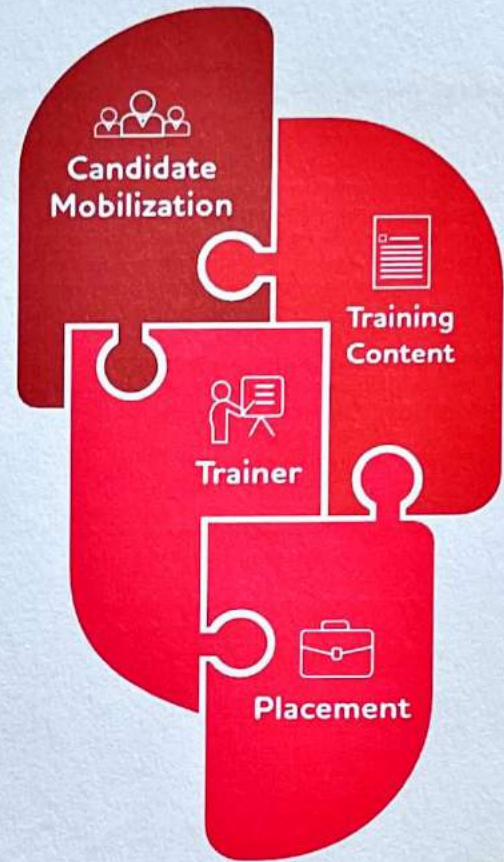 Candidate
Mobilization
Training
Content
Trainer
Placement